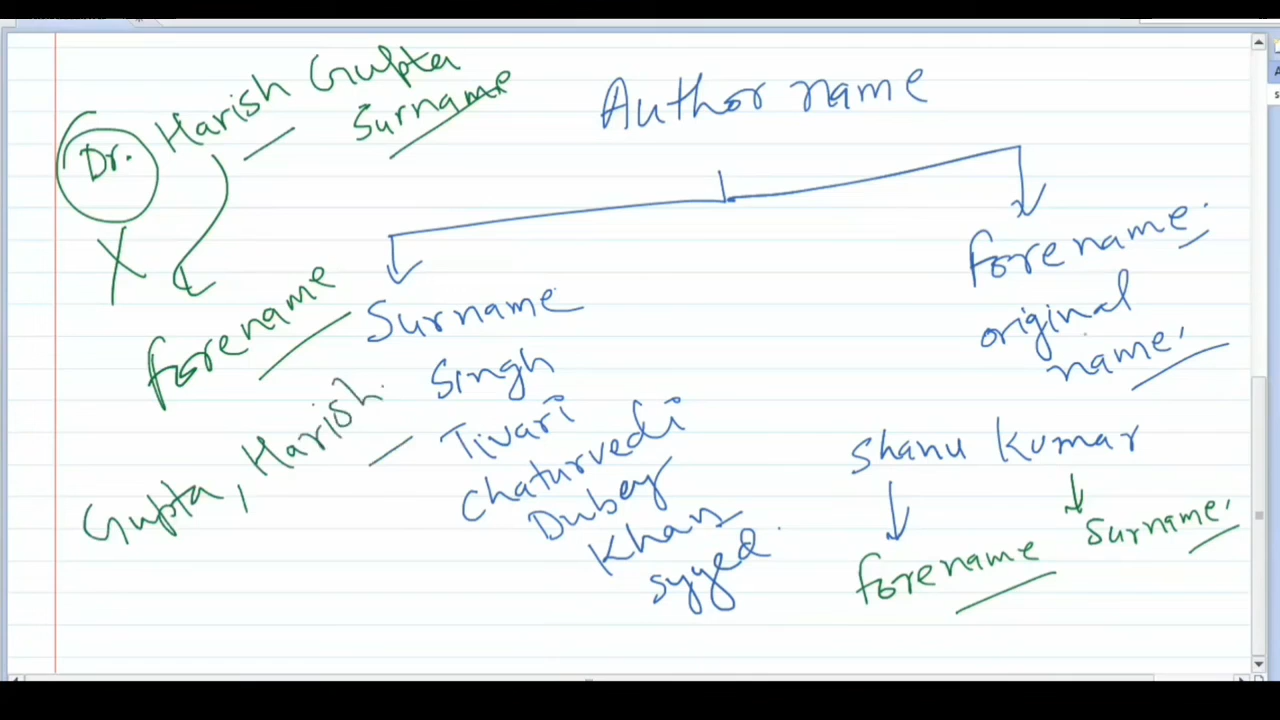 Author name
Dr. Harish Gupta
Surname
X
forename
Gupta, Harish.
Surname
Singh
Tivari
Chaturvedi
Dubey
Khan
syyed.
forename.
original
name.
Shanu Kumar
forename
Surname.